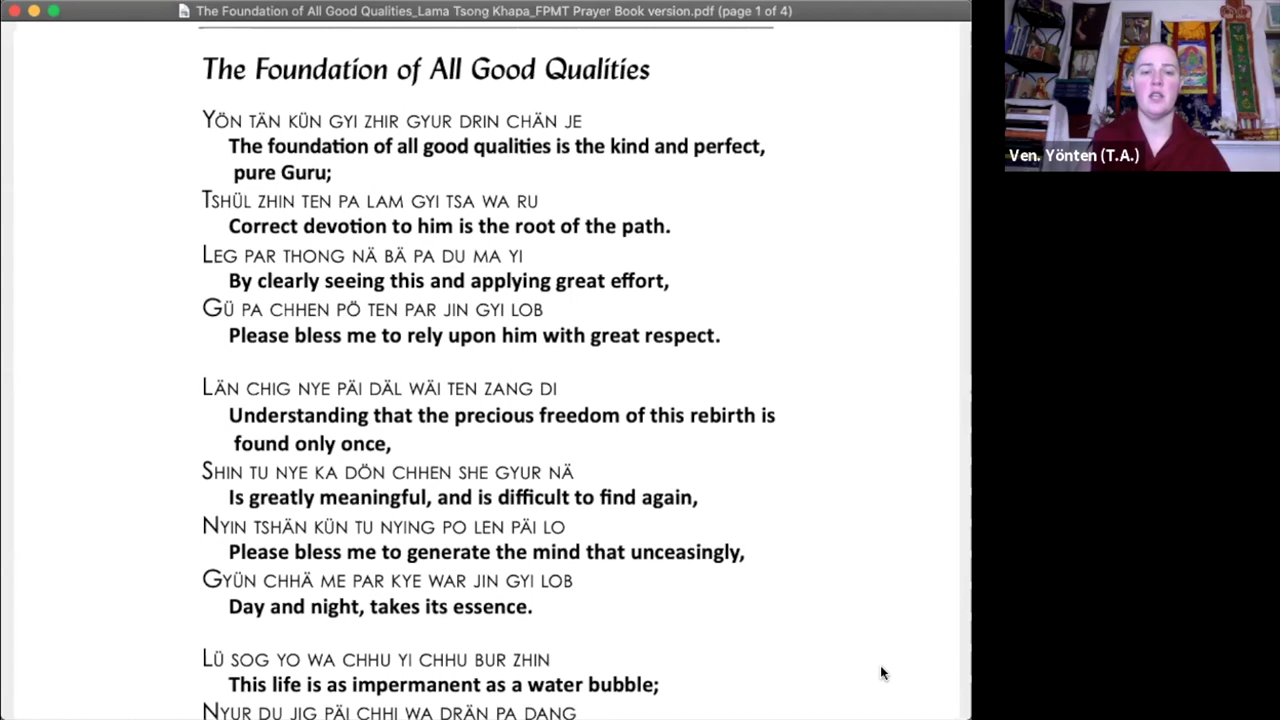 The Foundation of All Good Qualities_Lama Tsong Khapa_FPMT Prayer Book version.pdf (page 1 of 4)
The Foundation of All Good Qualities
YÖN TÄN KÜN GYI ZHIR GYUR DRIN CHÄN JE
The foundation of all good qualities is the kind and perfect,
pure Guru;
TSHÜL ZHIN TEN PA LAM GYI TSA WA RU
Correct devotion to him is the root of the path.
LEG PAR THONG NÄ BÄ PA DU MA YI
By clearly seeing this and applying great effort,
GÜ PA CHHEN PÖ TEN PAR JIN GYI LOB
Please bless me to rely upon him with great respect.
LÄN CHIG NYE PÄI DÄL WÄI TEN ZANG DI
Understanding that the precious freedom of this rebirth is
found only once,
SHIN TU NYE KA DÖN CHHEN SHE GYUR NÄ
Is greatly meaningful, and is difficult to find again,
NYIN TSHÄN KÜN TU NYING PO LEN PÄI LO
Please bless me to generate the mind that unceasingly,
GYÜN CHHÄ ME PAR KYE WAR JIN GYI LOB
Day and night, takes its essence.
LÜ SOG YO WA CHHU YI CHHU BUR ZHIN
This life is as impermanent as a water bubble;
NYUR DU JIG PÄI CHHI WA DRÄN PA DANG
Ven. Yönten (T.A.)